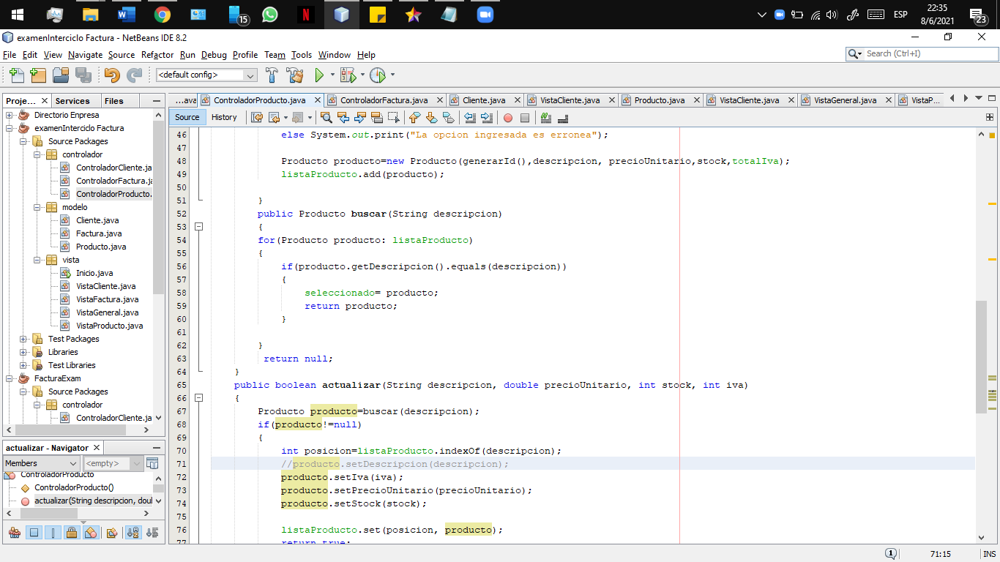 15
ESP
22:35
8/6/2021
23
examenInterciclo Factura - NetBeans IDE 8.2
File Edit View Navigate Source Refactor Run Debug Profile Team Tools Window Help
Search (Ctrl+I)
<default config>
Proje... Services Files
...ava ControladorProducto.java ControladorFactura.java Cliente.java VistaCliente.java Producto.java VistaCliente.java VistaGeneral.java VistaP...
Source History
Directorio Enpresa
examenInterciclo Factura
Source Packages
controlador
ControladorCliente.ja
ControladorFactura.ja
ControladorProducto.
modelo
Cliente.java
Factura.java
Producto.java
vista
Inicio.java
VistaCliente.java
VistaFactura.java
VistaGeneral.java
VistaProducto.java
Test Packages
Libraries
Test Libraries
FacturaExam
Source Packages
controlador
ControladorCliente.ja
actualizar - Navigator
Members <empty>
ControladorProducto
ControladorProducto()
actualizar(String descripcion, doul
46 else System.out.print("La opcion ingresada es erronea");
47
48 Producto producto=new Producto(generarId(),descripcion, precioUnitario,stock,totalIva);
49 listaProducto.add(producto);
50
51 }
52 public Producto buscar(String descripcion)
53 {
54 for(Producto producto: listaProducto)
55 {
56 if(producto.getDescripcion().equals(descripcion))
57 {
58 seleccionado= producto;
59 return producto;
60 }
61
62 }
63 return null;
64 }
65 public boolean actualizar(String descripcion, double precioUnitario, int stock, int iva)
66 {
67 Producto producto=buscar(descripcion);
68 if(producto!=null)
69 {
70 int posicion=listaProducto.indexOf(descripcion);
71 //producto.setDescripcion(descripcion);
72 producto.setIva(iva);
73 producto.setPrecioUnitario(precioUnitario);
74 producto.setStock(stock);
75
76 listaProducto.set(posicion, producto);
77 return true;
1
71:15
INS